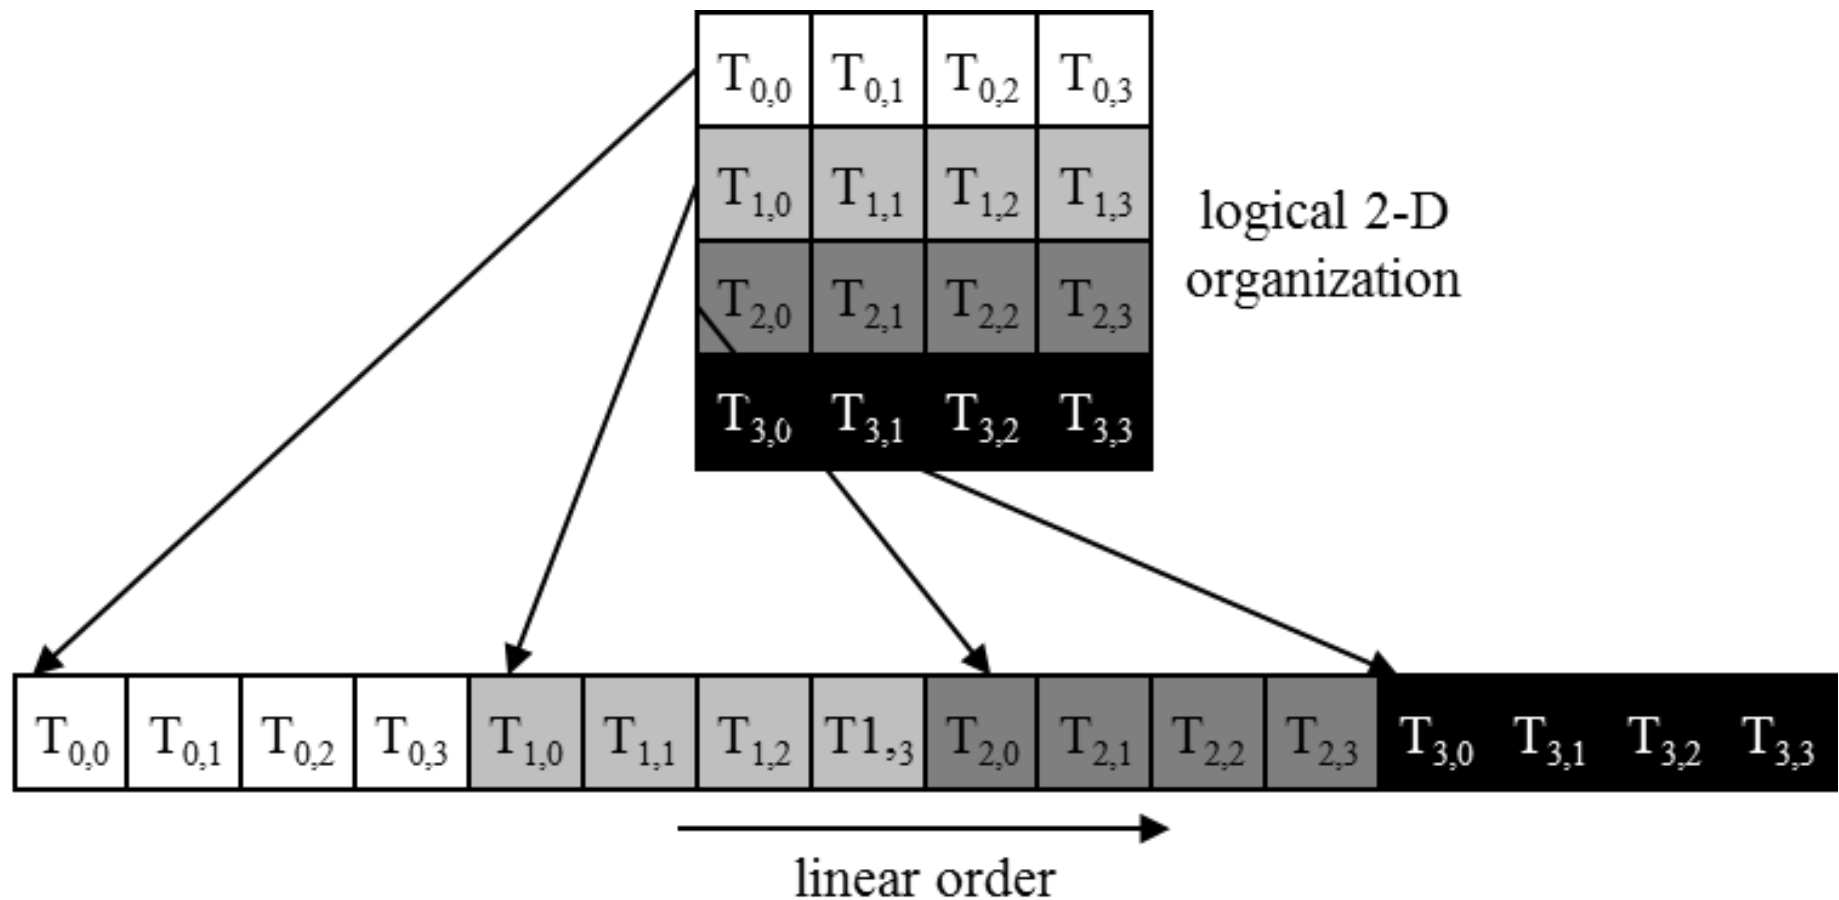 T0,0 T0,1 T0,2 T0,3
T1,0 T1,1 T1,2 T1,3
T2,0 T2,1 T2,2 T2,3
T3,0 T3,1 T3,2 T3,3
logical 2-D
organization
T0,0 T0,1 T0,2 T0,3 T1,0 T1,1 T1,2 T1,3 T2,0 T2,1 T2,2 T2,3 T3,0 T3,1 T3,2 T3,3
linear order